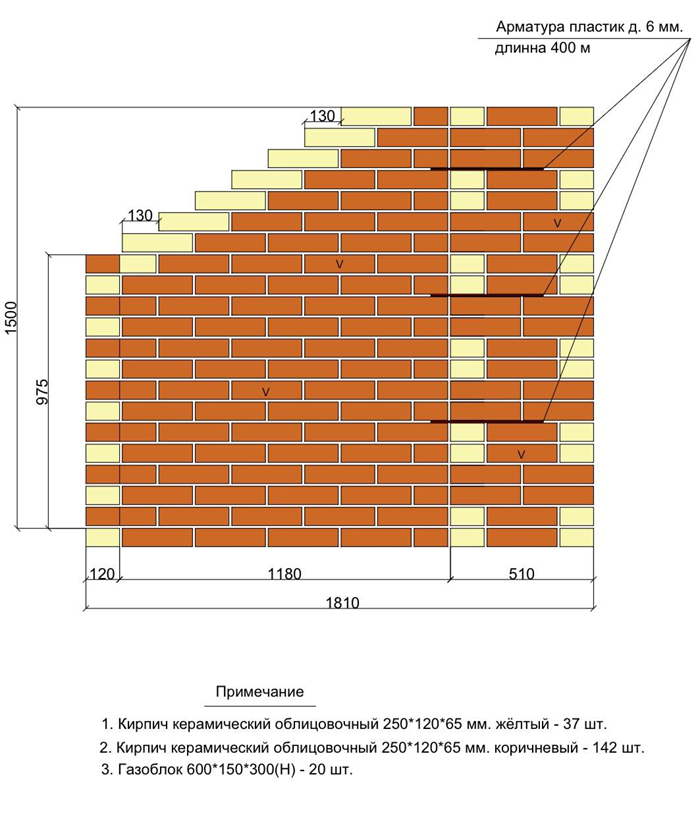 Арматура пластик д. 6 мм.
длинна 400 м
130
130
V
V
1500
975
V
V
120
1180
510
1810
Примечание
1. Кирпич керамический облицовочный 250*120*65 мм. жёлтый - 37 шт.
2. Кирпич керамический облицовочный 250*120*65 мм. коричневый - 142 шт.
3. Газоблок 600*150*300(Н) - 20 шт.